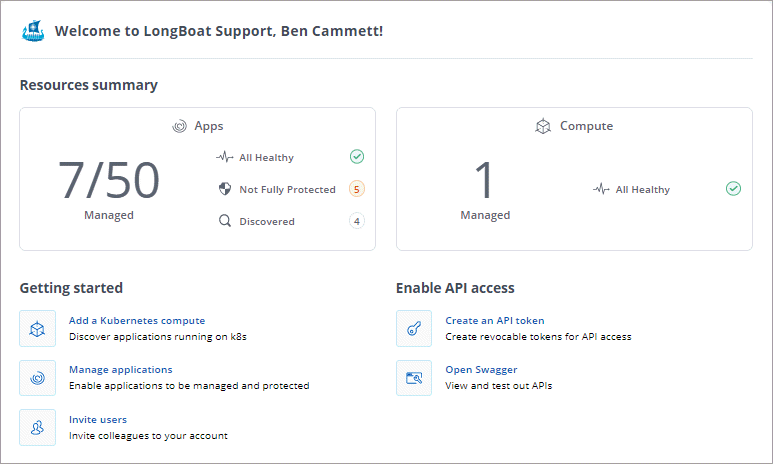 Welcome to LongBoat Support, Ben Cammett!
Resources summary
Apps
7/50
Managed
All Healthy
Not Fully Protected 5
Discovered 4
Compute
1
Managed
All Healthy
Getting started
Add a Kubernetes compute
Discover applications running on k8s
Manage applications
Enable applications to be managed and protected
Invite users
Invite colleagues to your account
Enable API access
Create an API token
Create revocable tokens for API access
Open Swagger
View and test out APIs